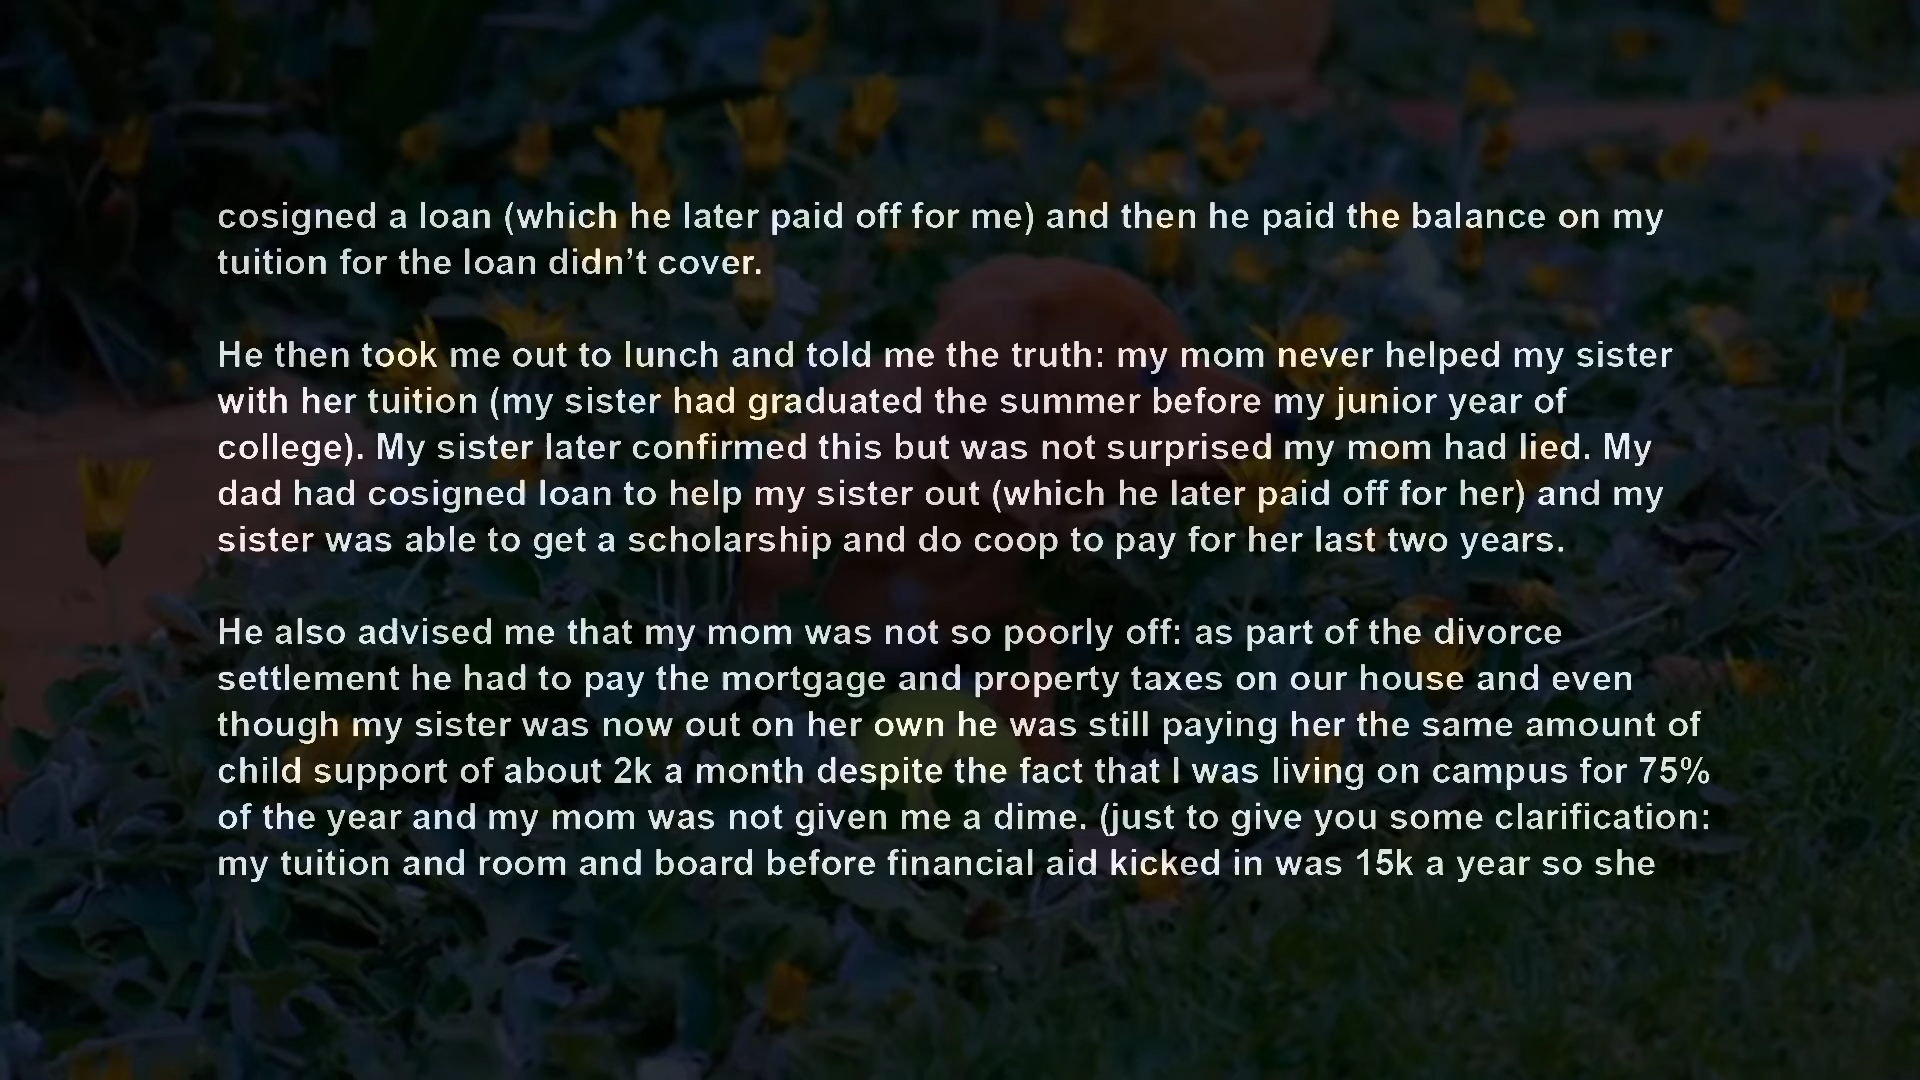 cosigned a loan (which he later paid off for me) and then he paid the balance on my
tuition for the loan didn’t cover.
He then took me out to lunch and told me the truth: my mom never helped my sister
with her tuition (my sister had graduated the summer before my junior year of
college). My sister later confirmed this but was not surprised my mom had lied. My
dad had cosigned loan to help my sister out (which he later paid off for her) and my
sister was able to get a scholarship and do coop to pay for her last two years.
He also advised me that my mom was not so poorly off: as part of the divorce
settlement he had to pay the mortgage and property taxes on our house and even
though my sister was now out on her own he was still paying her the same amount of
child support of about 2k a month despite the fact that I was living on campus for 75%
of the year and my mom was not given me a dime. (just to give you some clarification:
my tuition and room and board before financial aid kicked in was 15k a year so she